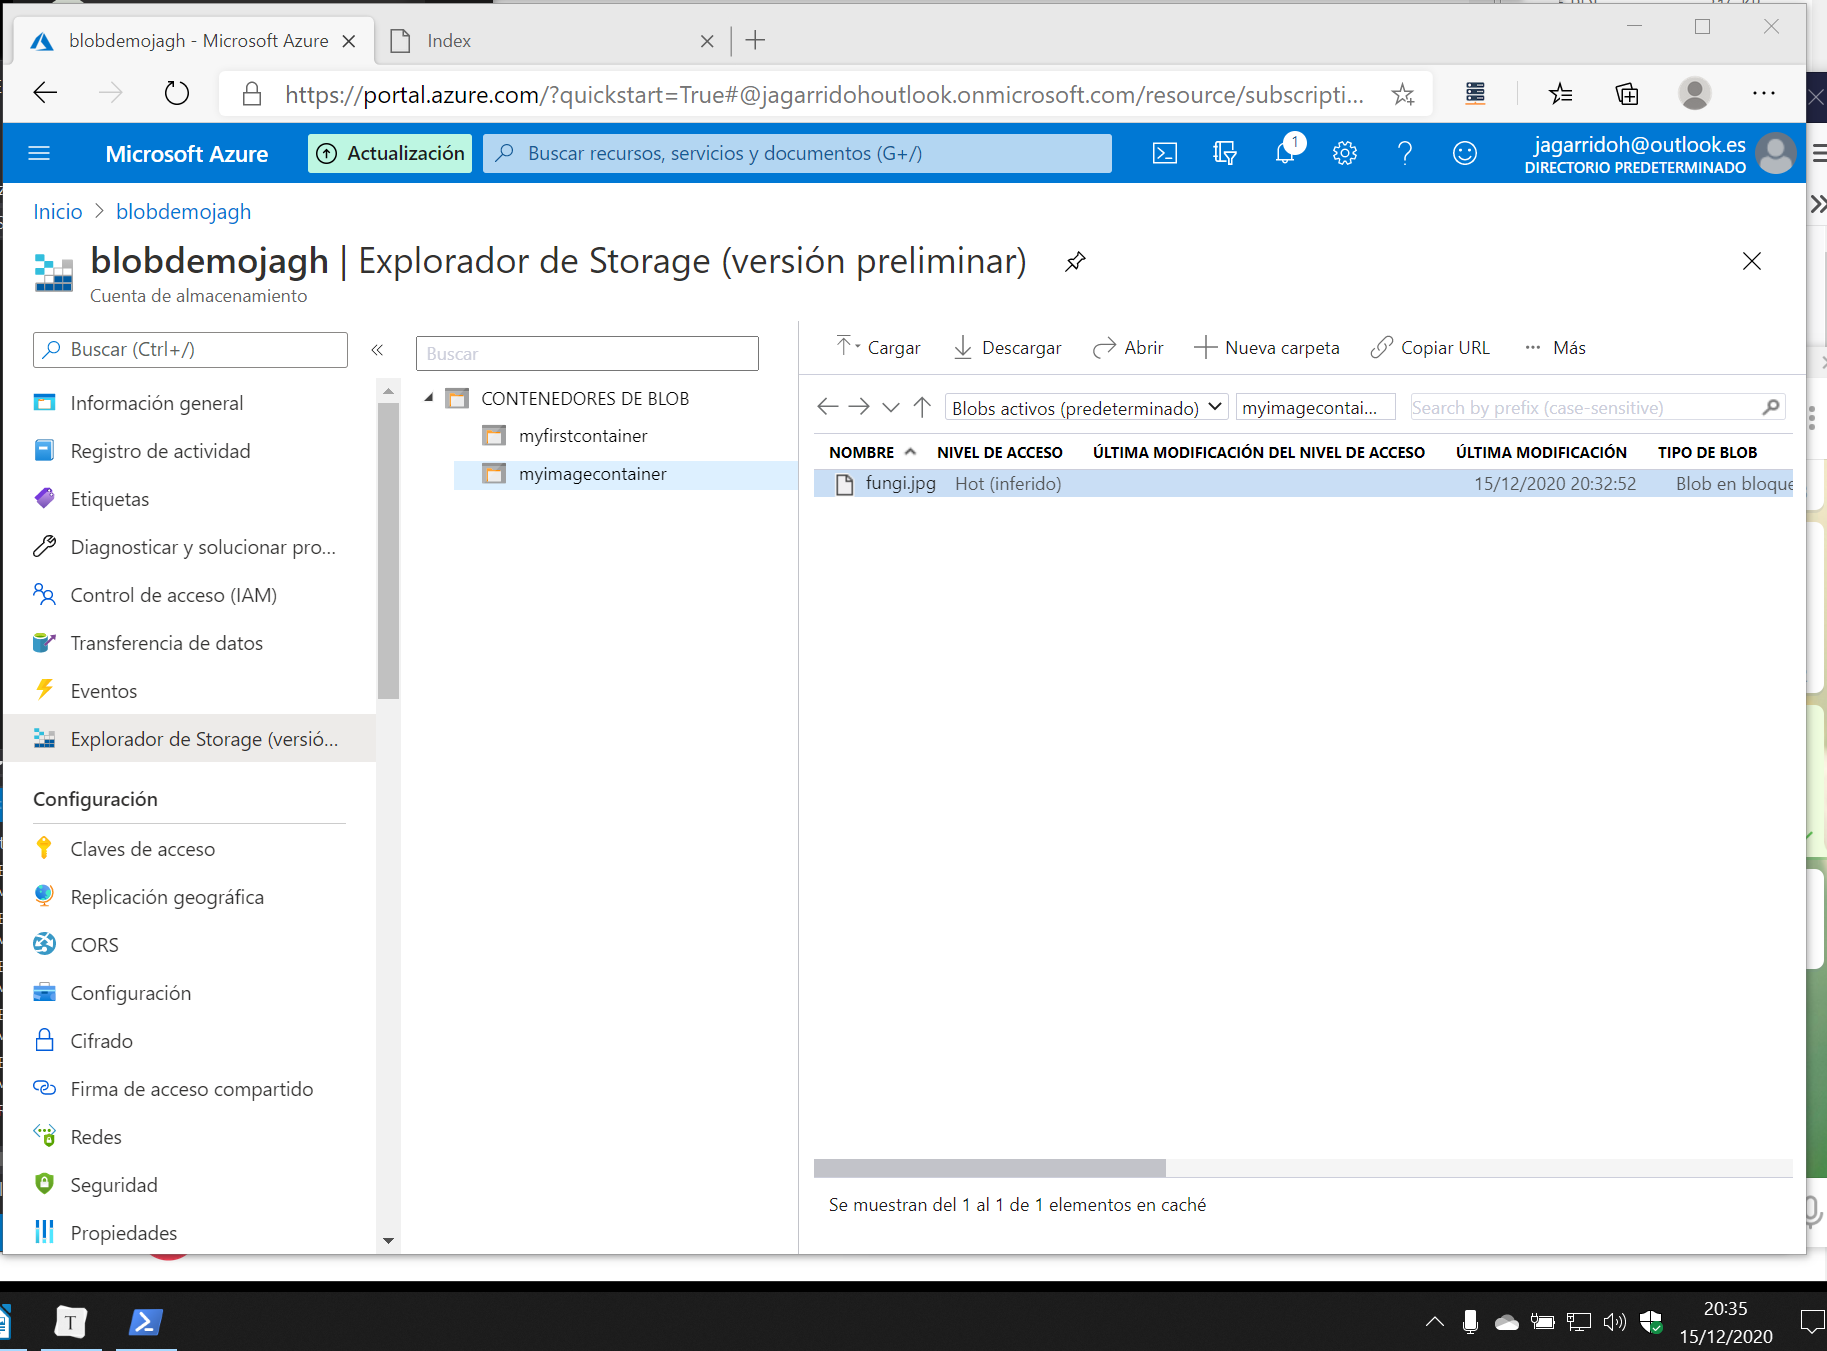 blobdemojagh - Microsoft Azure
Index
https://portal.azure.com/?quickstart=True#@jagarridohoutlook.onmicrosoft.com/resource/subscripti...
Microsoft Azure
Actualización
Buscar recursos, servicios y documentos (G+/)
1
jagarridoh@outlook.es
DIRECTORIO PREDETERMINADO
Inicio > blobdemojagh
blobdemojagh | Explorador de Storage (versión preliminar)
Cuenta de almacenamiento
Buscar (Ctrl+/)
Información general
Registro de actividad
Etiquetas
Diagnosticar y solucionar pro...
Control de acceso (IAM)
Transferencia de datos
Eventos
Explorador de Storage (versió...
Configuración
Claves de acceso
Replicación geográfica
CORS
Configuración
Cifrado
Firma de acceso compartido
Redes
Seguridad
Propiedades
Buscar
CONTENEDORES DE BLOB
myfirstcontainer
myimagecontainer
Cargar Descargar Abrir Nueva carpeta Copiar URL Más
Blobs activos (predeterminado) myimagecontai... Search by prefix (case-sensitive)
NOMBRE NIVEL DE ACCESO ÚLTIMA MODIFICACIÓN DEL NIVEL DE ACCESO ÚLTIMA MODIFICACIÓN TIPO DE BLOB
fungi.jpg Hot (inferido) 15/12/2020 20:32:52 Blob en bloque
Se muestran del 1 al 1 de 1 elementos en caché
T
20:35
15/12/2020